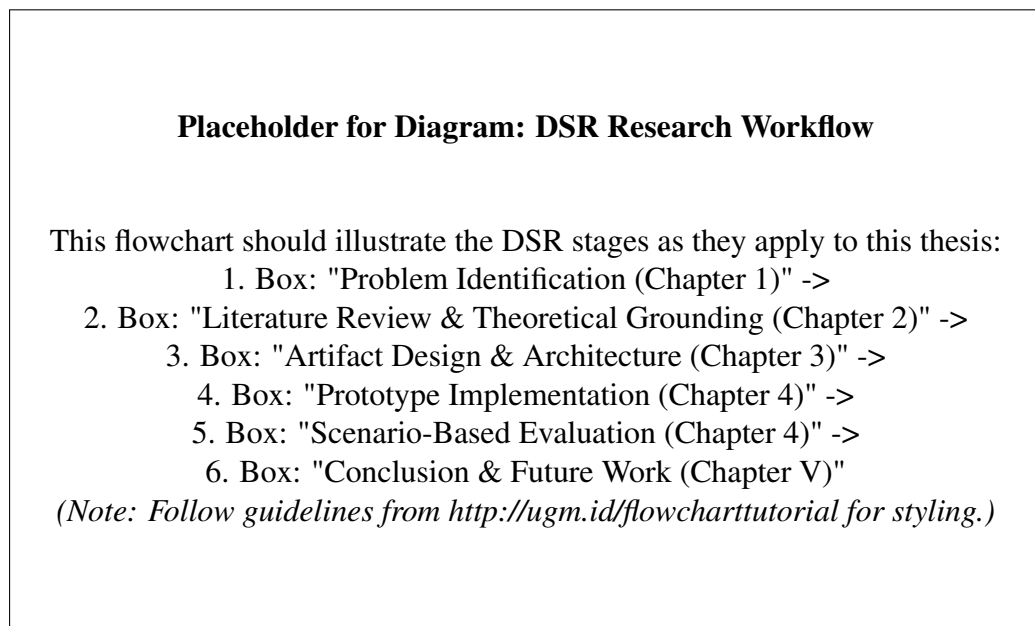 Placeholder for Diagram: DSR Research Workflow
This flowchart should illustrate the DSR stages as they apply to this thesis:
1. Box: "Problem Identification (Chapter 1)" ->
2. Box: "Literature Review & Theoretical Grounding (Chapter 2)" ->
3. Box: "Artifact Design & Architecture (Chapter 3)" ->
4. Box: "Prototype Implementation (Chapter 4)" ->
5. Box: "Scenario-Based Evaluation (Chapter 4)" ->
6. Box: "Conclusion & Future Work (Chapter V)"
(Note: Follow guidelines from http://ugm.id/flowcharttutorial for styling.)